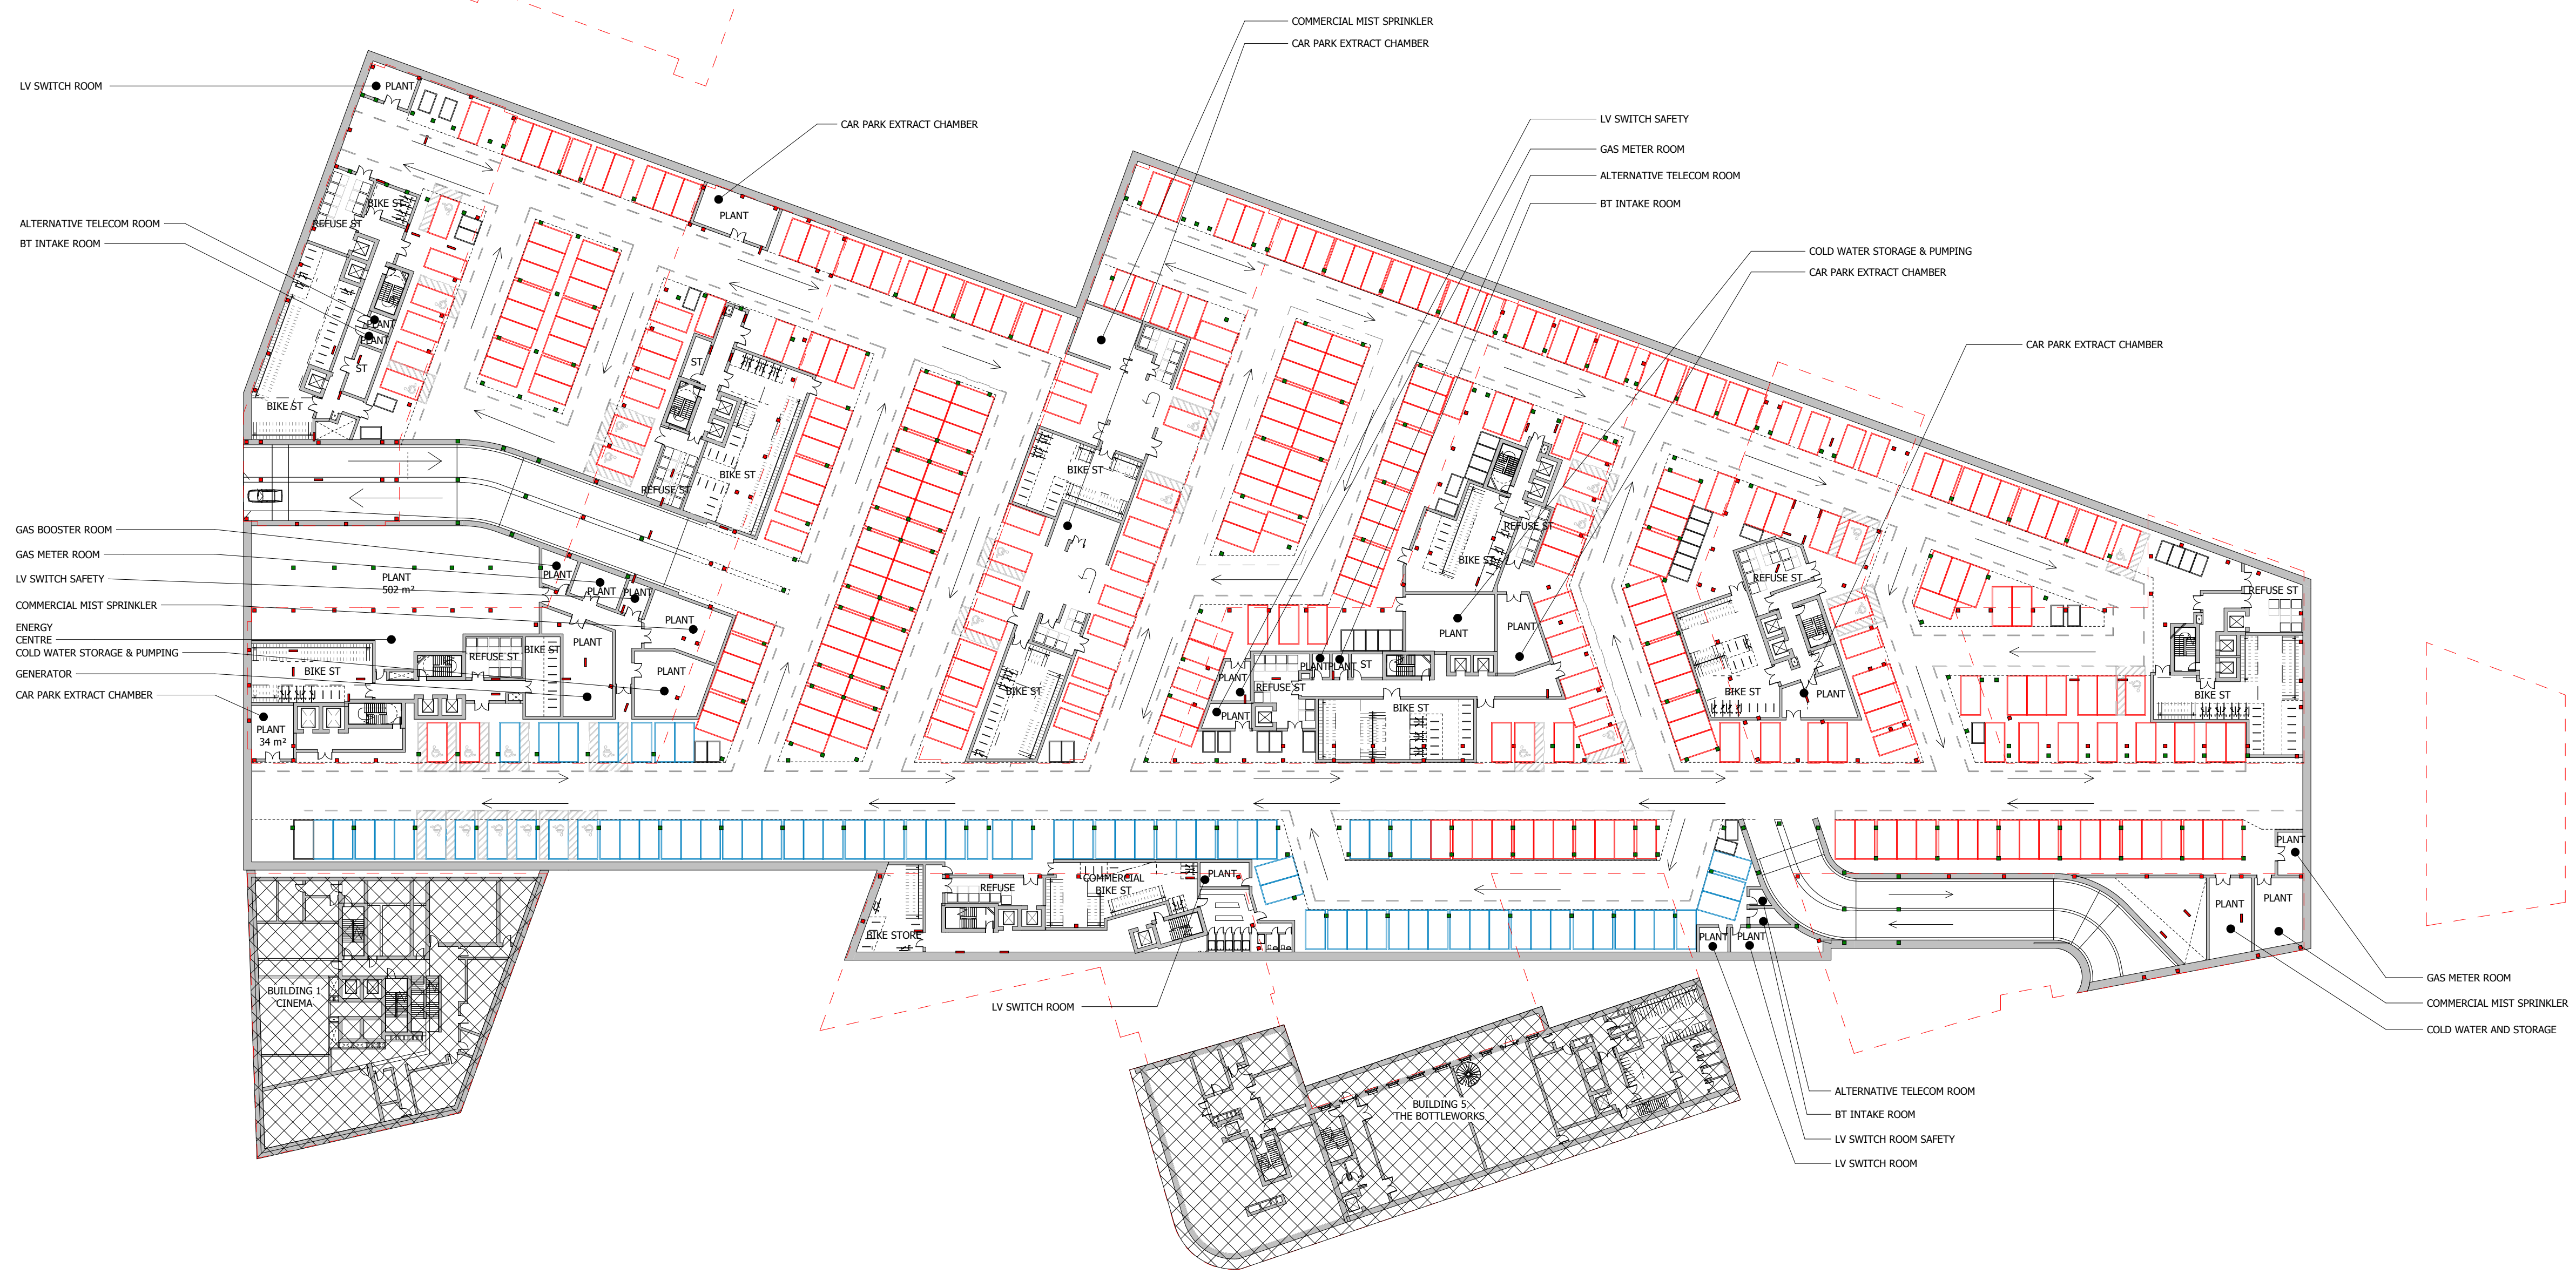 COMMERCIAL MIST SPRINKLER
CAR PARK EXTRACT CHAMBER
LV SWITCH ROOM
PLANT
CAR PARK EXTRACT CHAMBER
LV SWITCH SAFETY
GAS METER ROOM
ALTERNATIVE TELECOM ROOM
BT INTAKE ROOM
BIKE ST
REFUSE ST
PLANT
ALTERNATIVE TELECOM ROOM
BT INTAKE ROOM
COLD WATER STORAGE & PUMPING
CAR PARK EXTRACT CHAMBER
PLANT
PLANT
ST
CAR PARK EXTRACT CHAMBER
ST
BIKE ST
BIKE ST
BIKE ST
REFUSE ST
REFUSE ST
GAS BOOSTER ROOM
GAS METER ROOM
LV SWITCH SAFETY
COMMERCIAL MIST SPRINKLER
ENERGY
CENTRE
COLD WATER STORAGE & PUMPING
GENERATOR
CAR PARK EXTRACT CHAMBER
PLANT
502 m²
PLANT
PLANT
PLANT
PLANT
PLANT
PLANT
BIKE ST
REFUSE ST
BIKE ST
PLANT
34 m²
BIKE ST
BIKE ST
REFUSE ST
REFUSE ST
PLANT
PLANT
PLANT
PLANT
ST
PLANT
REFUSE ST
PLANT
BIKE ST
BIKE ST
PLANT
BIKE ST
PLANT
BIKE STORE
REFUSE
COMMERCIAL
BIKE ST
PLANT
PLANT
PLANT
PLANT
PLANT
LV SWITCH ROOM
BUILDING 1
CINEMA
BUILDING 5,
THE BOTTLEWORKS
GAS METER ROOM
COMMERCIAL MIST SPRINKLER
COLD WATER AND STORAGE
ALTERNATIVE TELECOM ROOM
BT INTAKE ROOM
LV SWITCH ROOM SAFETY
LV SWITCH ROOM